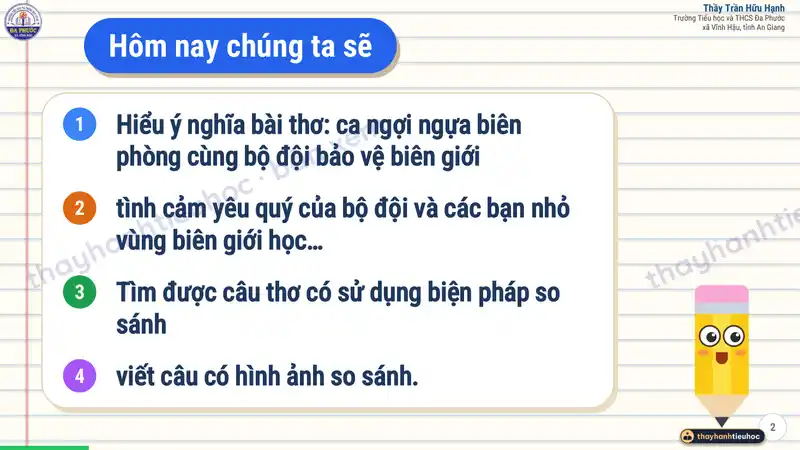 Thầy Trần Hữu Hạnh
Trường Tiểu học và THCS Đa Phước
xã Vĩnh Hậu, tỉnh An Giang
ĐA PHƯỚC
Hôm nay chúng ta sẽ
1 Hiểu ý nghĩa bài thơ: ca ngợi ngựa biên
phòng cùng bộ đội bảo vệ biên giới
2 tình cảm yêu quý của bộ đội và các bạn nhỏ
vùng biên giới học...
3 Tìm được câu thơ có sử dụng biện pháp so
sánh
4 viết câu có hình ảnh so sánh.
thayhanhtieuhoc
2